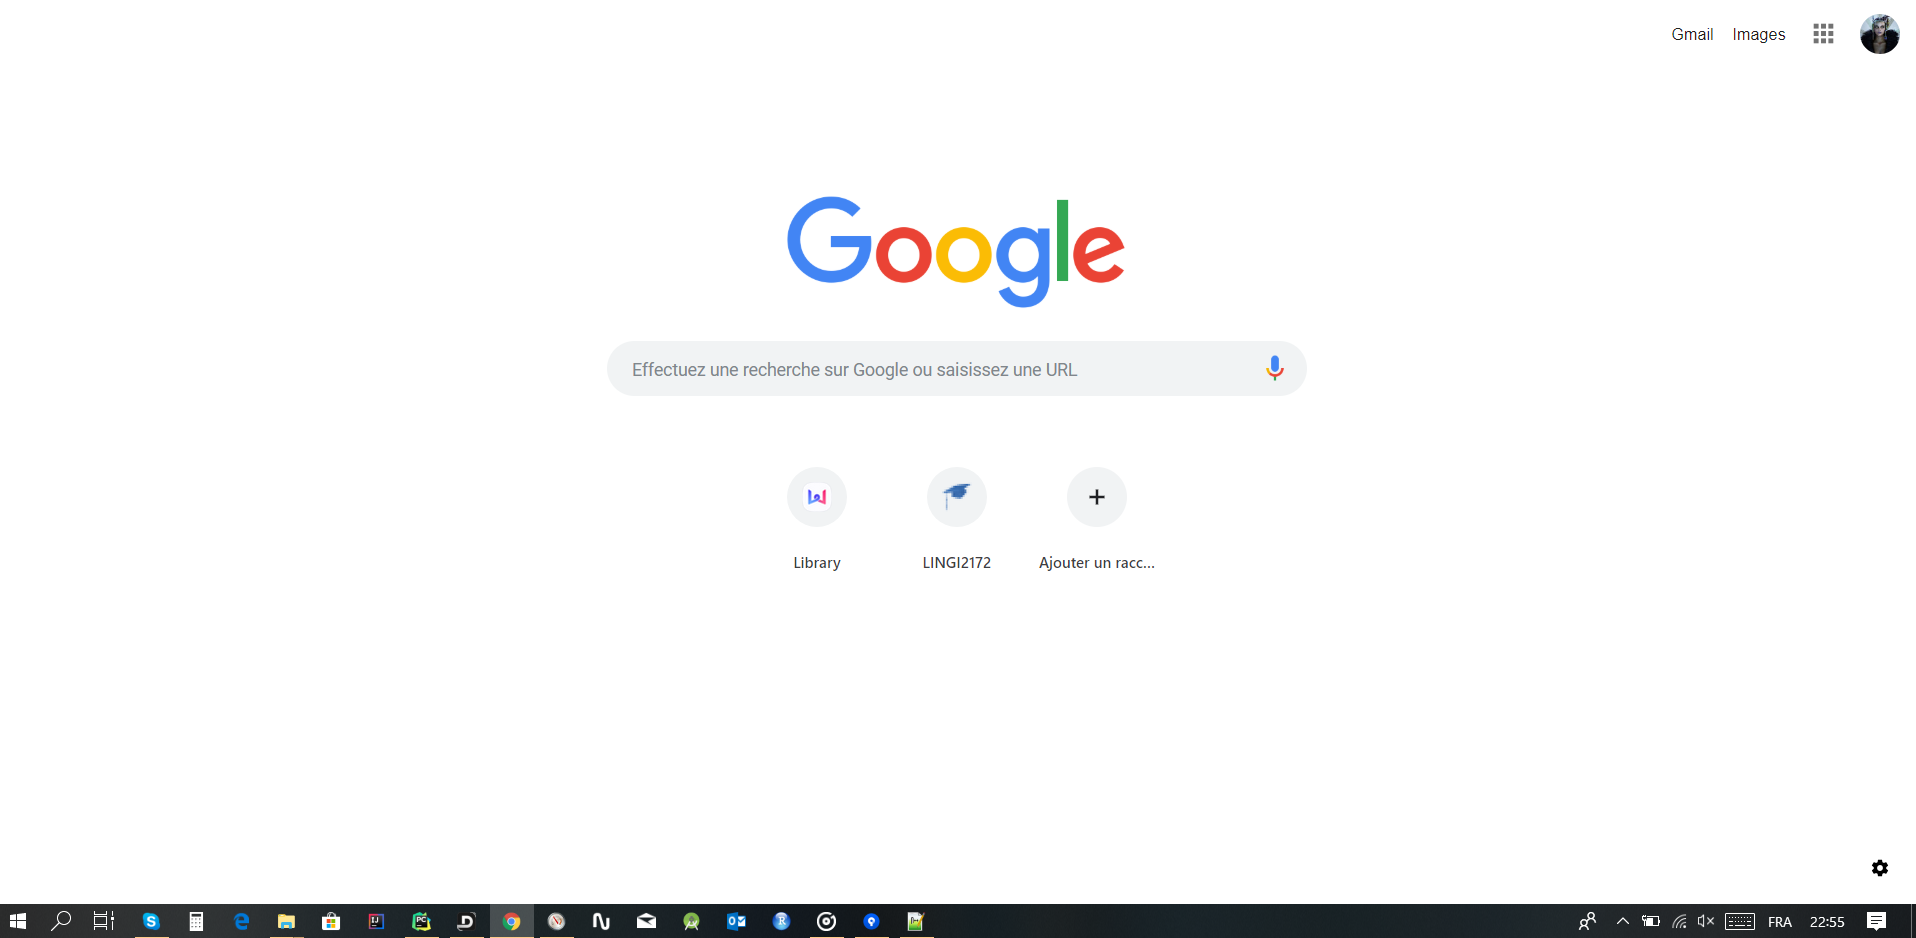 Gmail Images
Google
Effectuez une recherche sur Google ou saisissez une URL
Library
LINGI2172
Ajouter un racc...
FRA
22:55